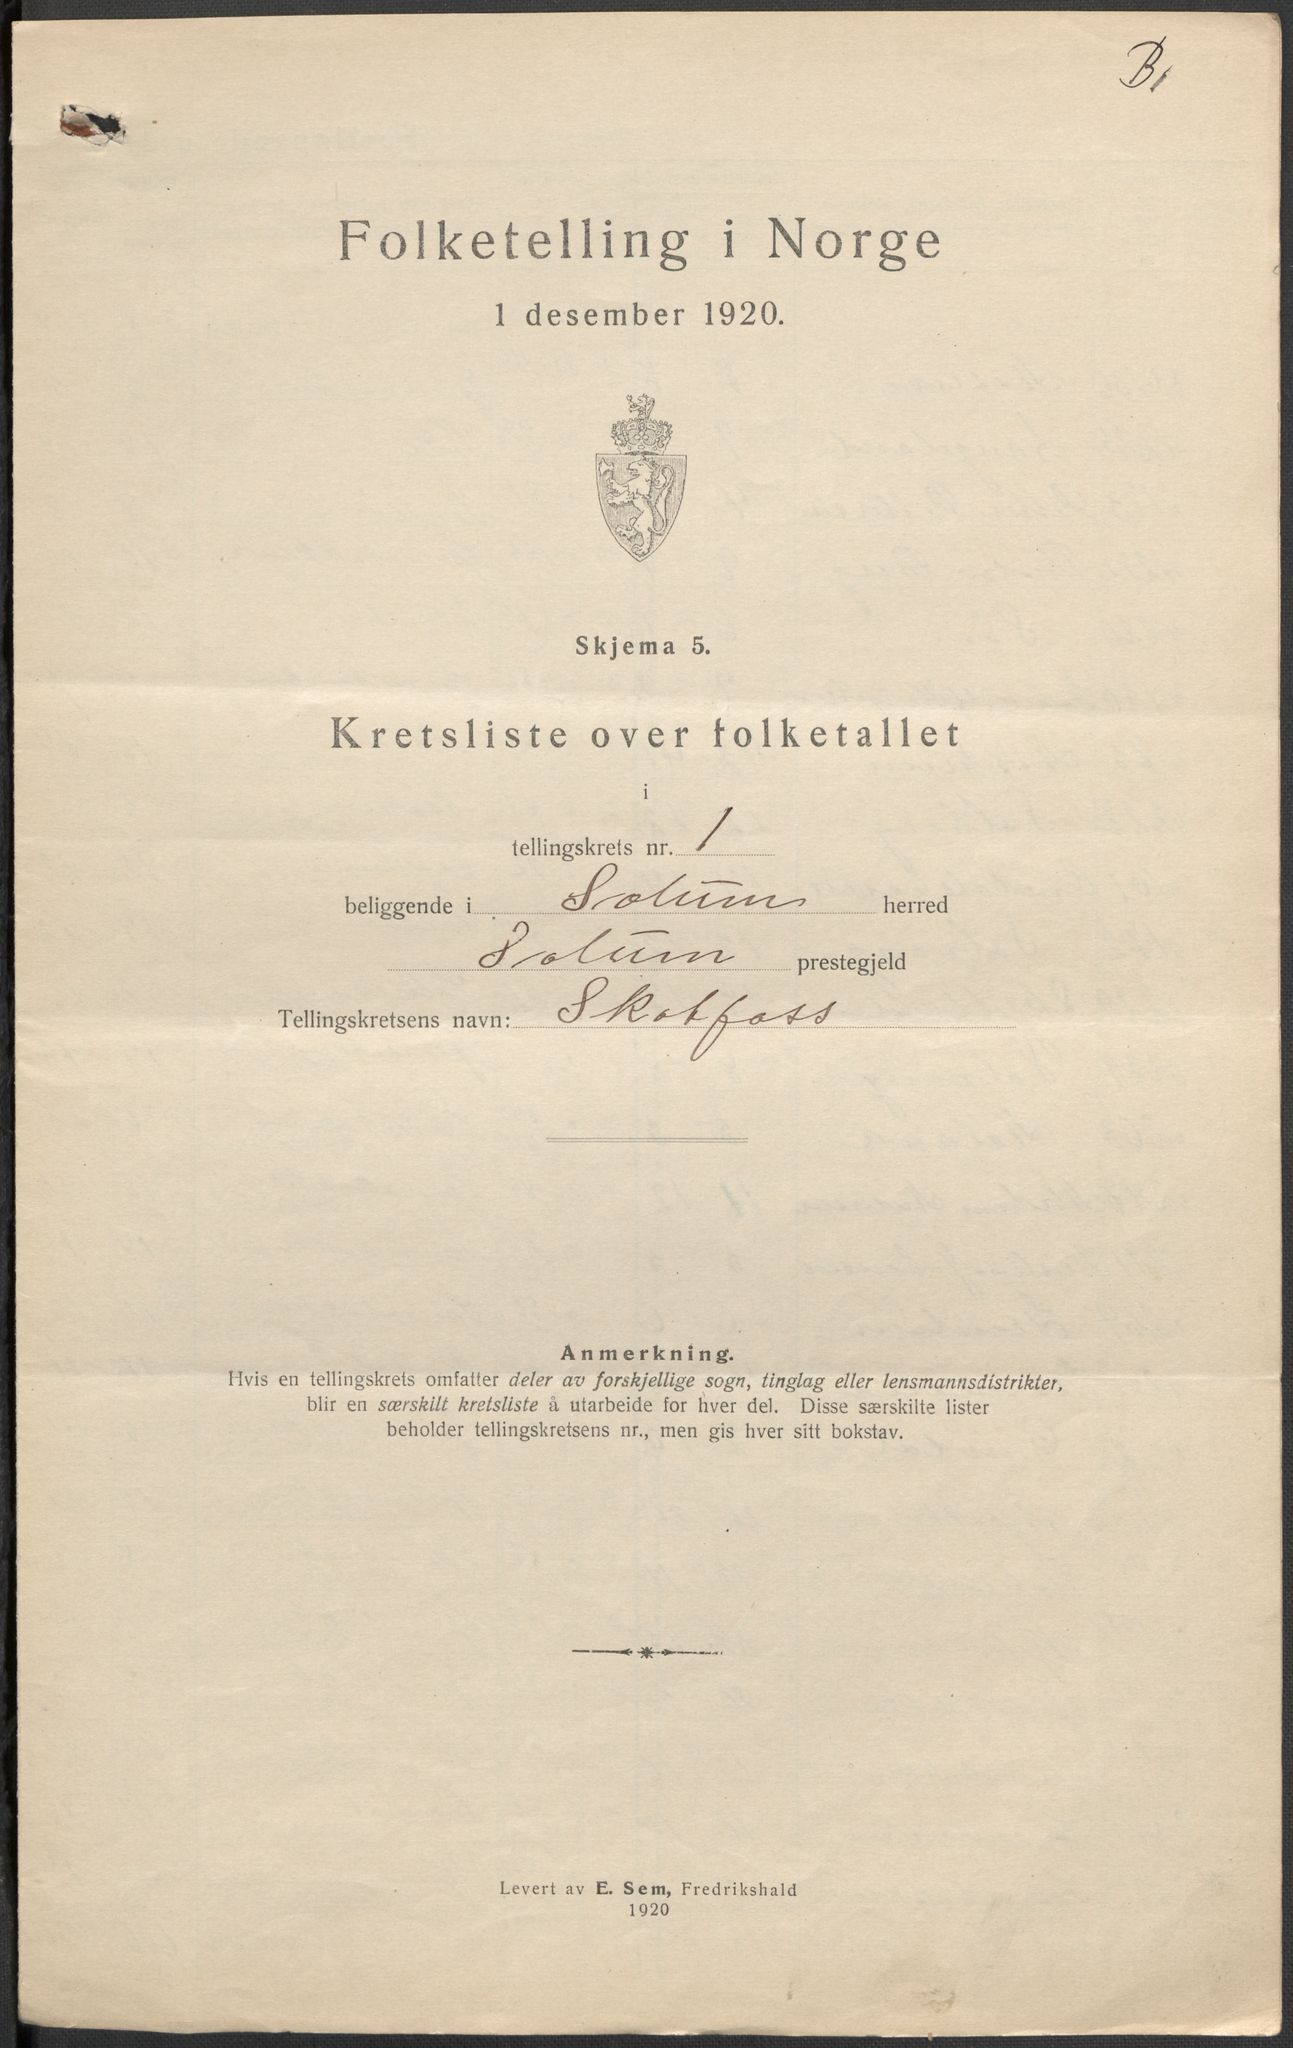 B,
Folketelling i Norge
1 desember 1920.
Skjema 5.
Kretsliste over folketallet
i
tellingskrets nr. 1
beliggende i Solum herred
Solum prestegjeld
Tellingskretsens navn: Skotfoss
Anmerkning.
Hvis en tellingskrets omfatter deler av forskjellige sogn, tinglag eller lensmannsdistrikter,
blir en særskilt kretsliste å utarbeide for hver del. Disse særskilte lister
beholder tellingskretsens nr., men gis hver sitt bokstav.
Levert av E. Sem, Fredrikshald
1920